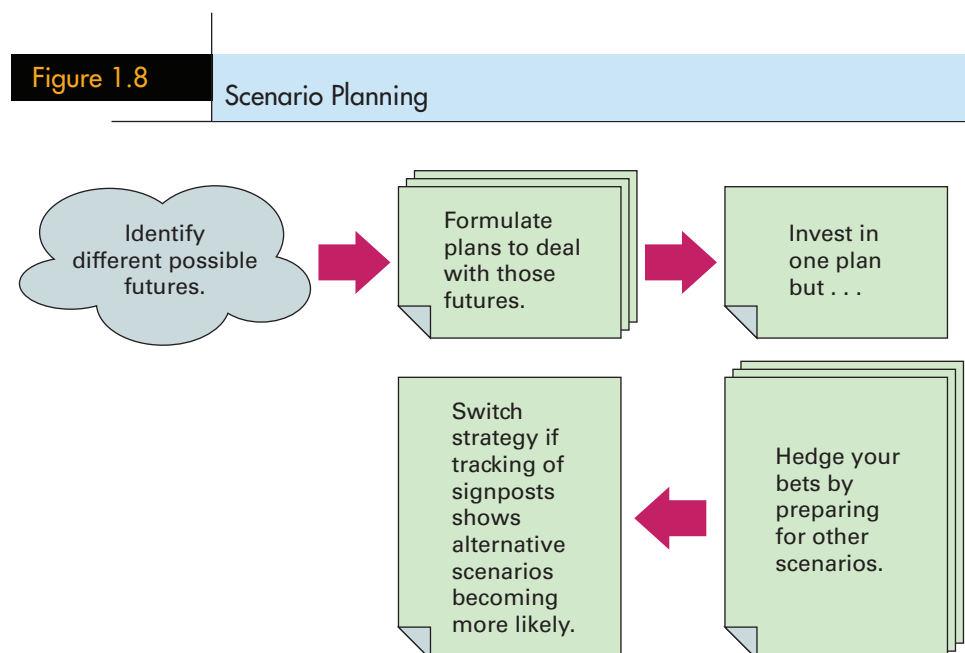 Figure 1.8
Scenario Planning
Identify
different possible
futures.
Formulate
plans to deal
with those
futures.
Invest in
one plan
but . . .
Hedge your
bets by
preparing
for other
scenarios.
Switch
strategy if
tracking of
signposts
shows
alternative
scenarios
becoming
more likely.